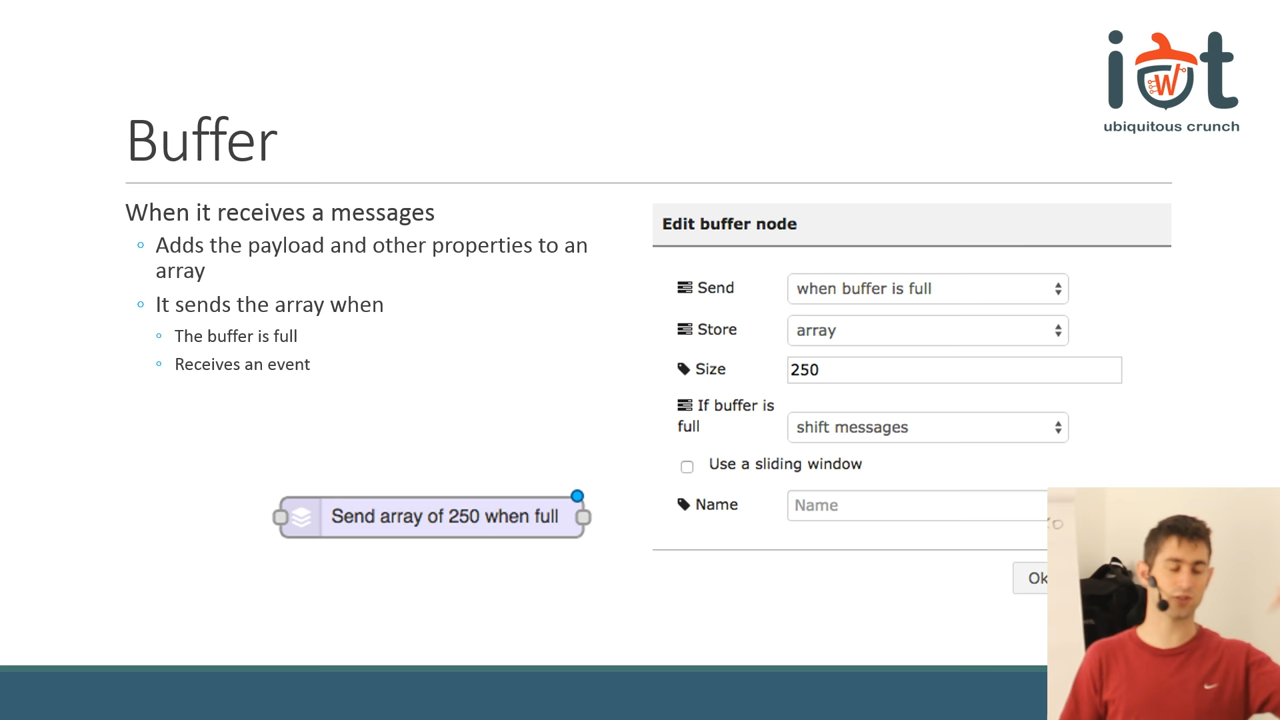 iot
W
ubiquitous crunch
Buffer
When it receives a messages
Adds the payload and other properties to an
array
It sends the array when
The buffer is full
Receives an event
Send array of 250 when full
Edit buffer node
Send when buffer is full
Store array
Size 250
If buffer is
full shift messages
Use a sliding window
Name Name
Ok